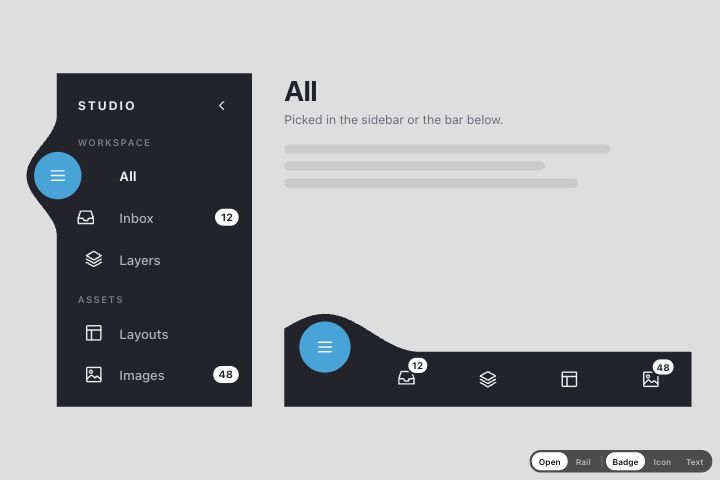 STUDIO
WORKSPACE
All
Inbox 12
Layers
ASSETS
Layouts
Images 48
All
Picked in the sidebar or the bar below.
12
48
Open Rail Badge Icon Text